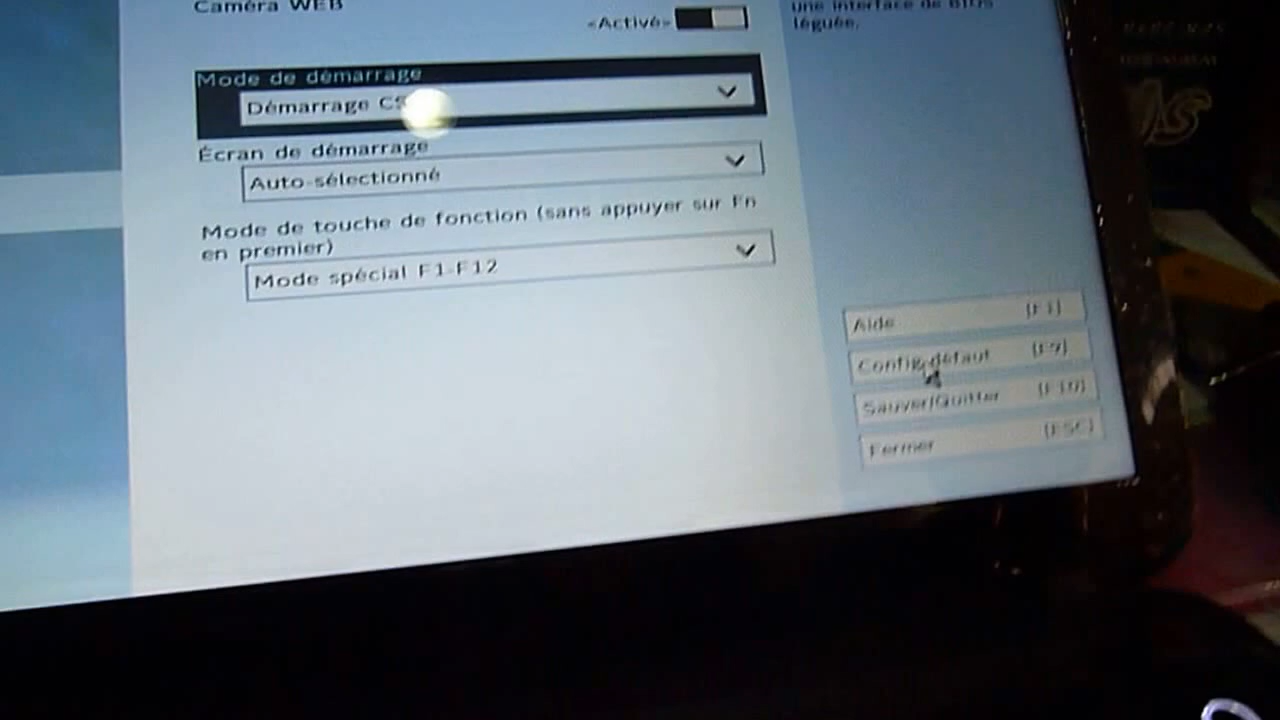 Caméra WEB
«Activé»
une interface de BIOS
léguée.
Mode de démarrage
Démarrage CS
Écran de démarrage
Auto-sélectionné
Mode de touche de fonction (sans appuyer sur Fn
en premier)
Mode spécial F1-F12
Aide [F1]
Config défaut [F9]
Sauver/Quitter [F10]
Fermer [ESC]